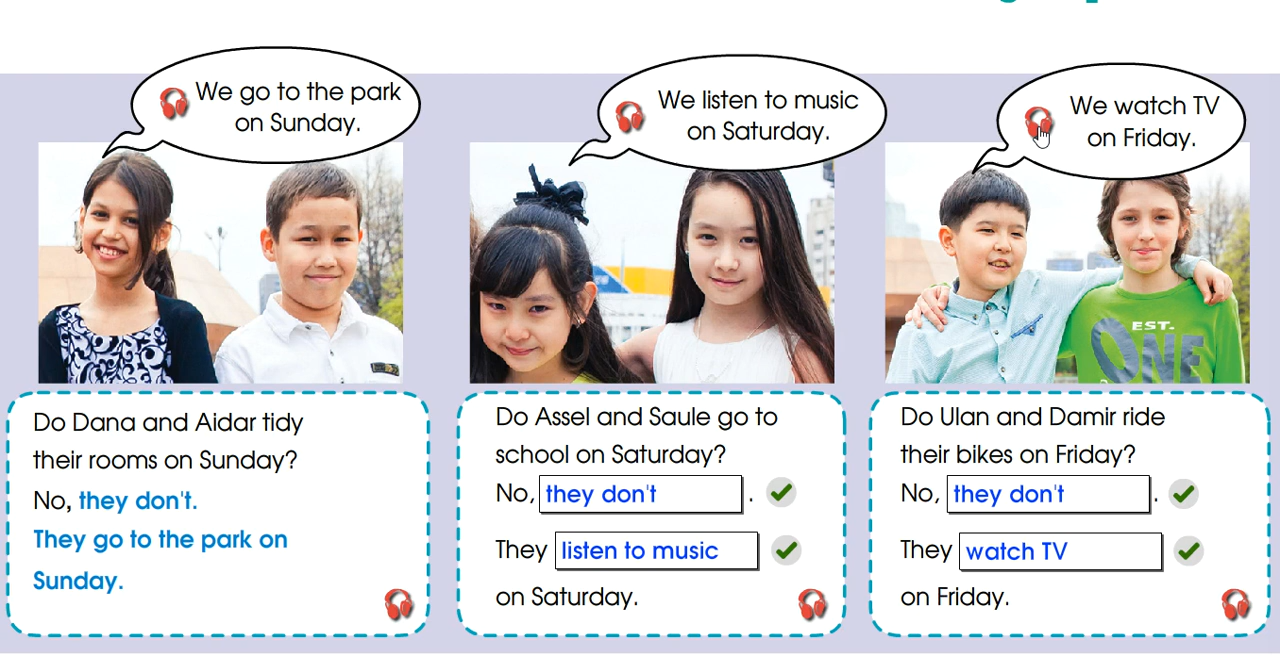 We go to the park
on Sunday.
We listen to music
on Saturday.
We watch TV
on Friday.
EST.
ONE
Do Dana and Aidar tidy
their rooms on Sunday?
No, they don't.
They go to the park on
Sunday.
Do Assel and Saule go to
school on Saturday?
No, they don't .
They listen to music
on Saturday.
Do Ulan and Damir ride
their bikes on Friday?
No, they don't .
They watch TV
on Friday.